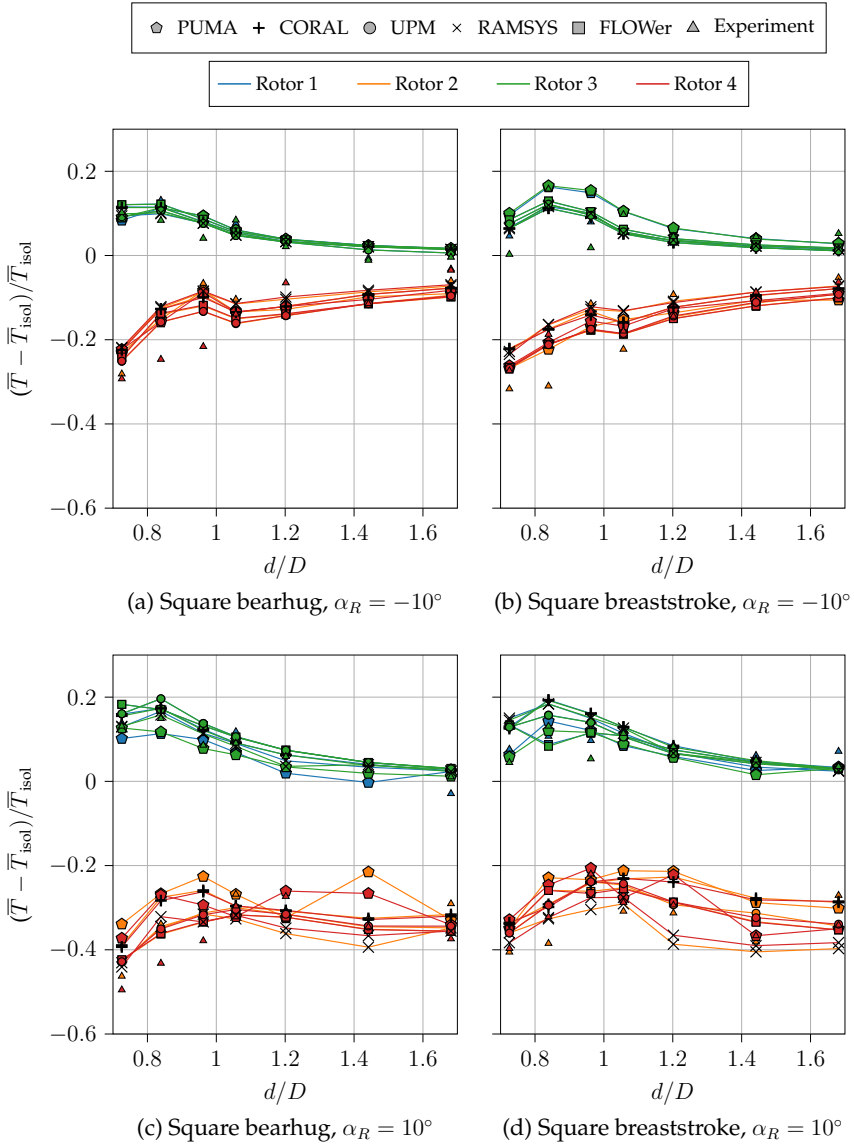 PUMA CORAL UPM RAMSYS FLOWer Experiment
Rotor 1 Rotor 2 Rotor 3 Rotor 4
0.2
0
−0.2
−0.4
−0.6
(T̅ − T̅isol)/T̅isol
0.8 1 1.2 1.4 1.6
0.8 1 1.2 1.4 1.6
d/D
d/D
(a) Square bearhug, αR = −10°
(b) Square breaststroke, αR = −10°
0.2
0
−0.2
−0.4
−0.6
(T̅ − T̅isol)/T̅isol
0.8 1 1.2 1.4 1.6
0.8 1 1.2 1.4 1.6
d/D
d/D
(c) Square bearhug, αR = 10°
(d) Square breaststroke, αR = 10°